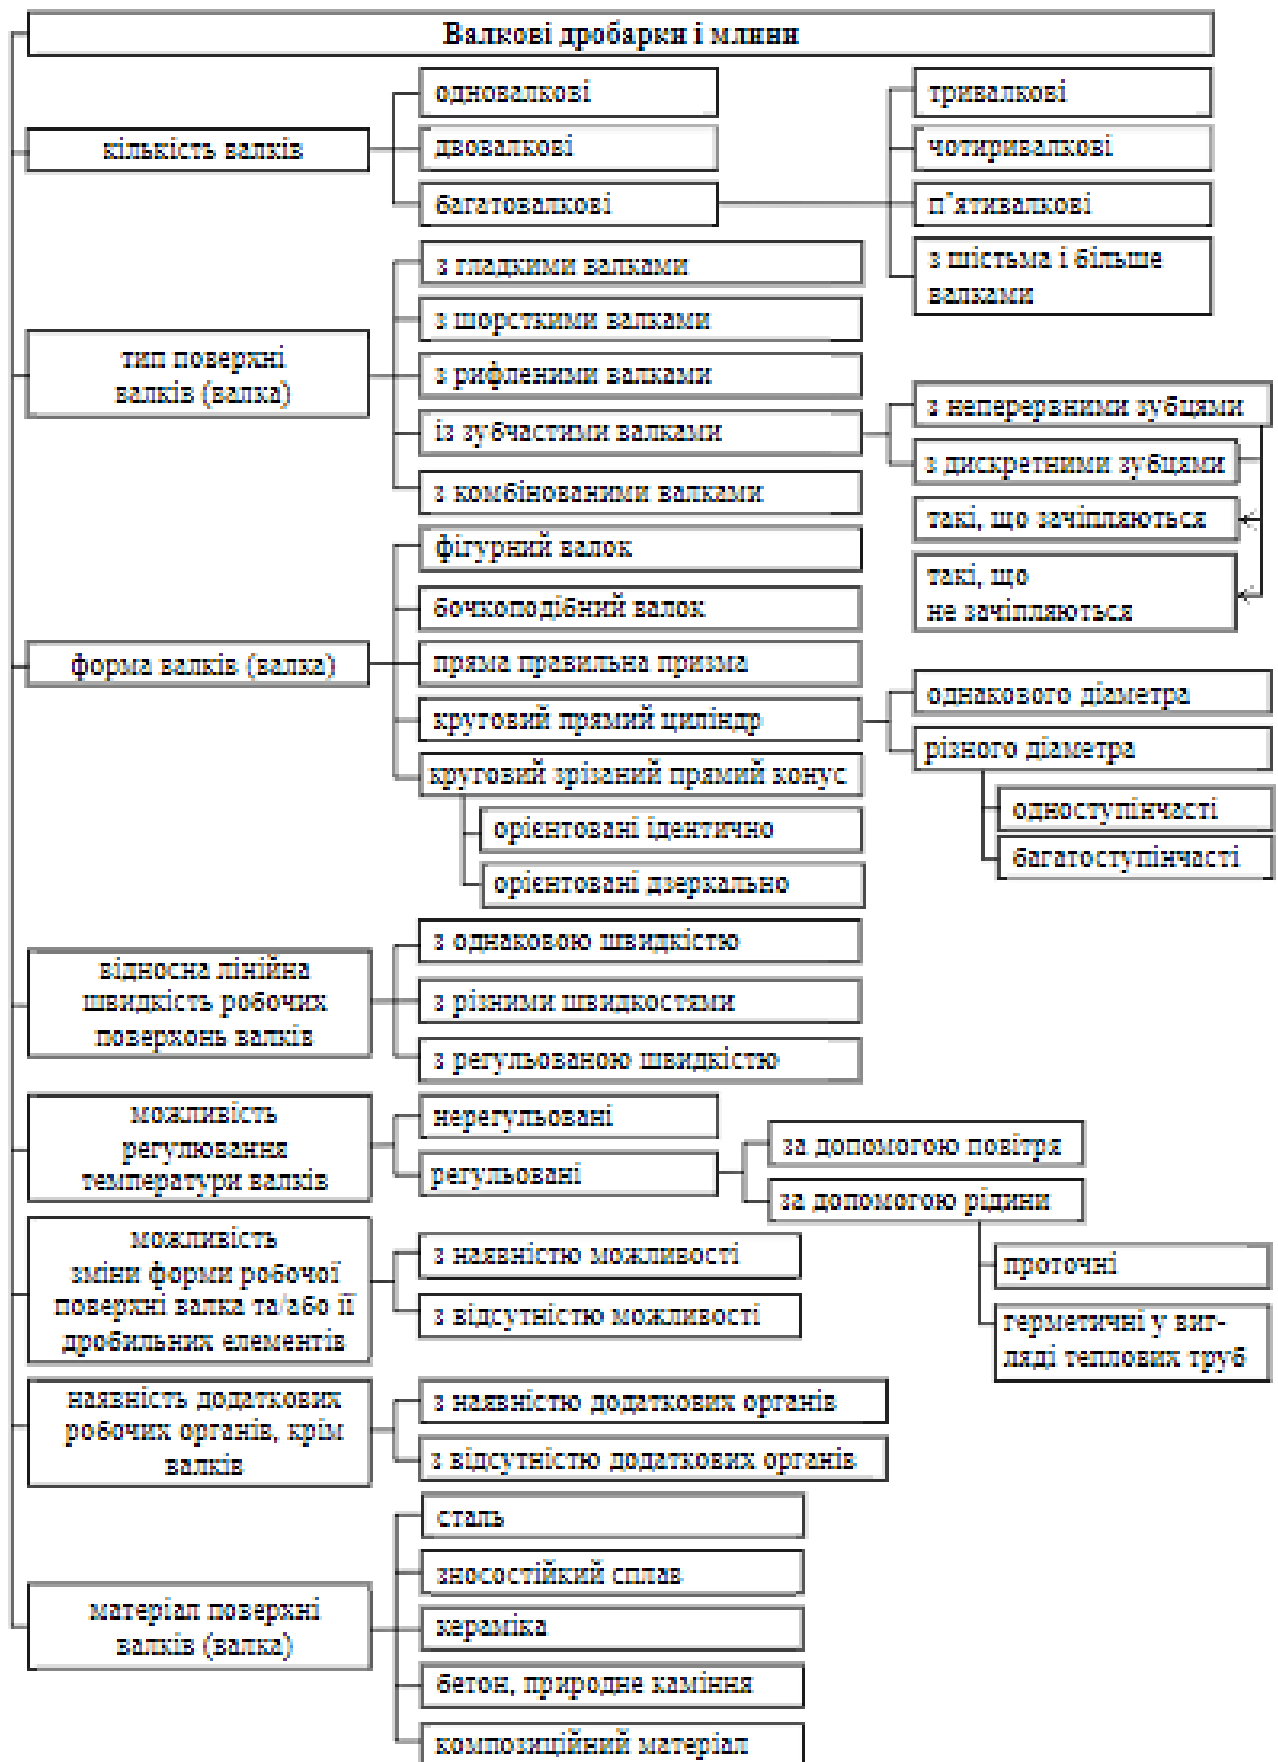 Валкові дробарки і млини
кількість валків
одновалкові
двовалкові
багатовалкові
тривалкові
чотиривалкові
п'ятивалкові
з шістьма і більше
валками
тип поверхні
валків (валка)
з гладкими валками
з шорсткими валками
з рифленими валками
із зубчастими валками
з комбінованими валками
з неперервними зубцями
з дискретними зубцями
такі, що зачіпляються
такі, що
не зачіпляються
форма валків (валка)
фігурний валок
бочкоподібний валок
пряма правильна призма
круговий прямий циліндр
круговий зрізаний прямий конус
орієнтовані ідентично
орієнтовані дзеркально
однакового діаметра
різного діаметра
одноступінчасті
багатоступінчасті
відносна лінійна
швидкість робочих
поверхонь валків
з однаковою швидкістю
з різними швидкостями
з регульованою швидкістю
можливість
регулювання
температури валків
нерегульовані
регульовані
за допомогою повітря
за допомогою рідини
проточні
герметичні у виг-
ляді теплових труб
можливість
зміни форми робочої
поверхні валка та/або її
дробильних елементів
з наявністю можливості
з відсутністю можливості
наявність додаткових
робочих органів, крім
валків
з наявністю додаткових органів
з відсутністю додаткових органів
матеріал поверхні
валків (валка)
сталь
зносостійкий сплав
кераміка
бетон, природне каміння
композиційний матеріал